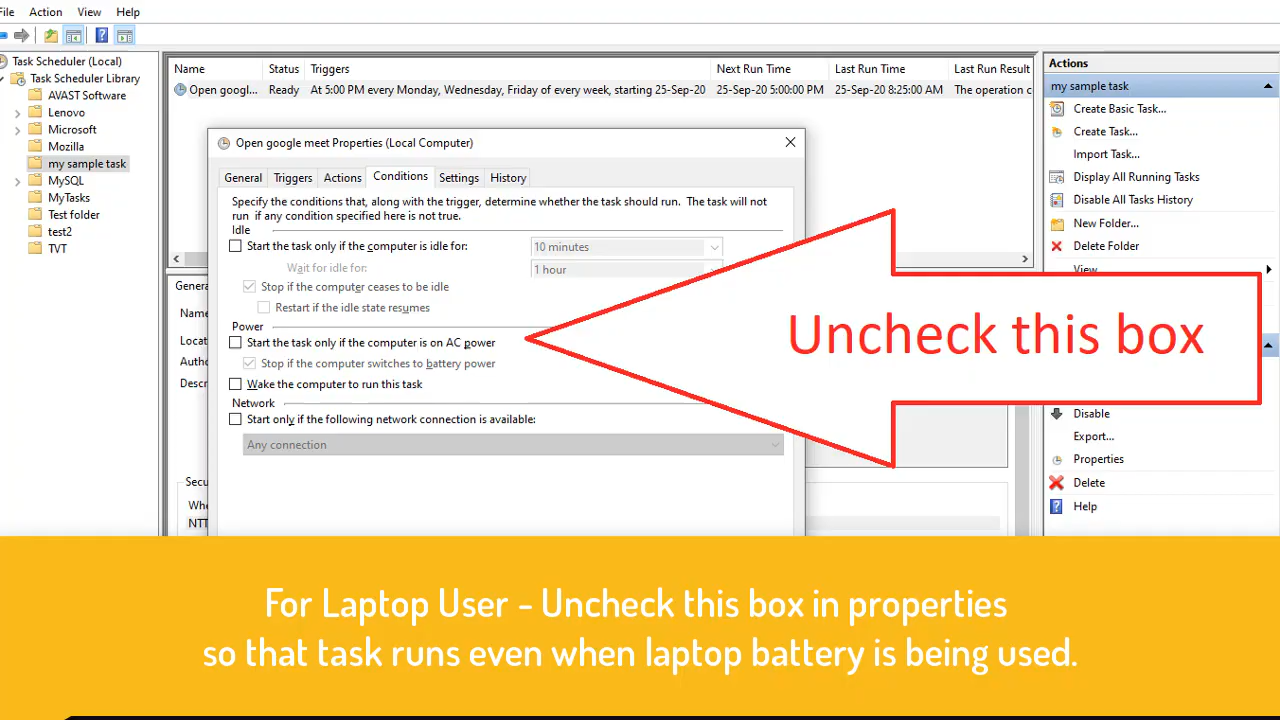 File Action View Help
Task Scheduler (Local)
Task Scheduler Library
AVAST Software
Lenovo
Microsoft
Mozilla
my sample task
MySQL
MyTasks
Test folder
test2
TVT
Name Status Triggers Next Run Time Last Run Time Last Run Result
Open googl... Ready At 5:00 PM every Monday, Wednesday, Friday of every week, starting 25-Sep-20 25-Sep-20 5:00:00 PM 25-Sep-20 8:25:00 AM The operation c
Open google meet Properties (Local Computer)
General Triggers Actions Conditions Settings History
Specify the conditions that, along with the trigger, determine whether the task should run. The task will not
run if any condition specified here is not true.
Idle
Start the task only if the computer is idle for: 10 minutes
Wait for idle for: 1 hour
Stop if the computer ceases to be idle
Restart if the idle state resumes
Power
Start the task only if the computer is on AC power
Stop if the computer switches to battery power
Wake the computer to run this task
Network
Start only if the following network connection is available:
Any connection
Genera
Name
Locat
Autho
Descr
Secu
Whe
NTT
Uncheck this box
Actions
my sample task
Create Basic Task...
Create Task...
Import Task...
Display All Running Tasks
Disable All Tasks History
New Folder...
Delete Folder
View
Disable
Export...
Properties
Delete
Help
For Laptop User - Uncheck this box in properties
so that task runs even when laptop battery is being used.